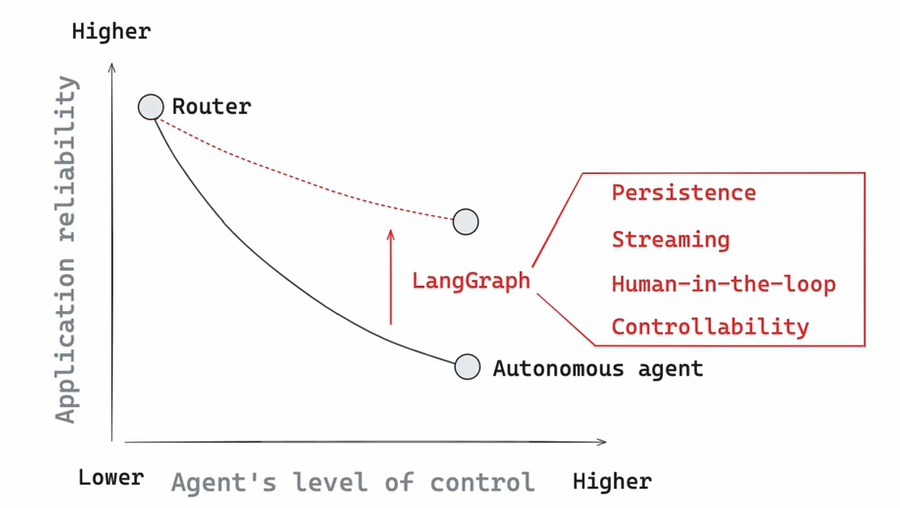 Higher
Application reliability
Router
Persistence
Streaming
LangGraph
Human-in-the-loop
Controllability
Autonomous agent
Lower
Agent's level of control
Higher